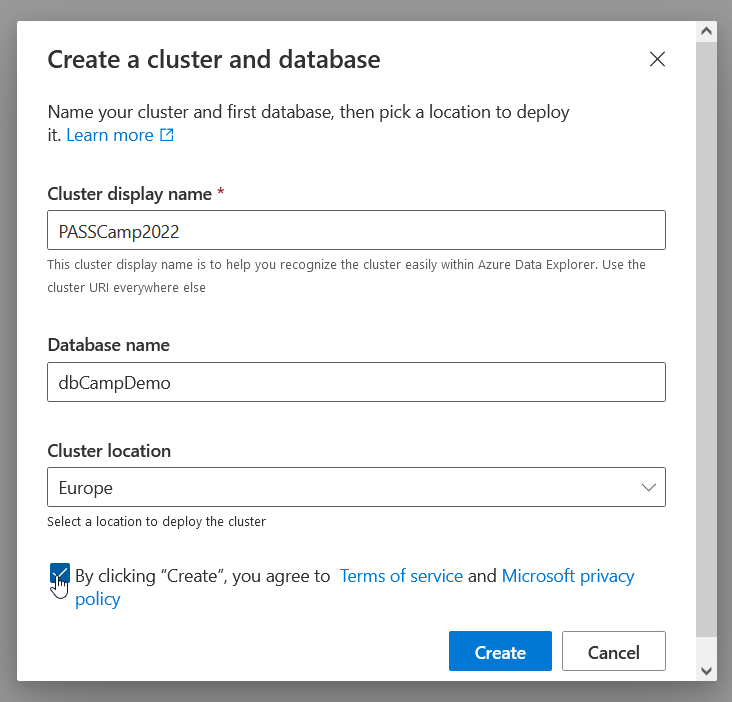 Create a cluster and database
Name your cluster and first database, then pick a location to deploy
it. Learn more
Cluster display name *
PASSCamp2022
This cluster display name is to help you recognize the cluster easily within Azure Data Explorer. Use the
cluster URI everywhere else
Database name
dbCampDemo
Cluster location
Europe
Select a location to deploy the cluster
By clicking “Create”, you agree to Terms of service and Microsoft privacy
policy
Create Cancel